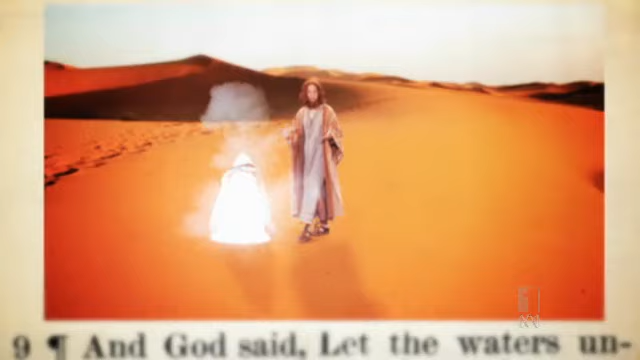 9 ¶ And God said, Let the waters un-